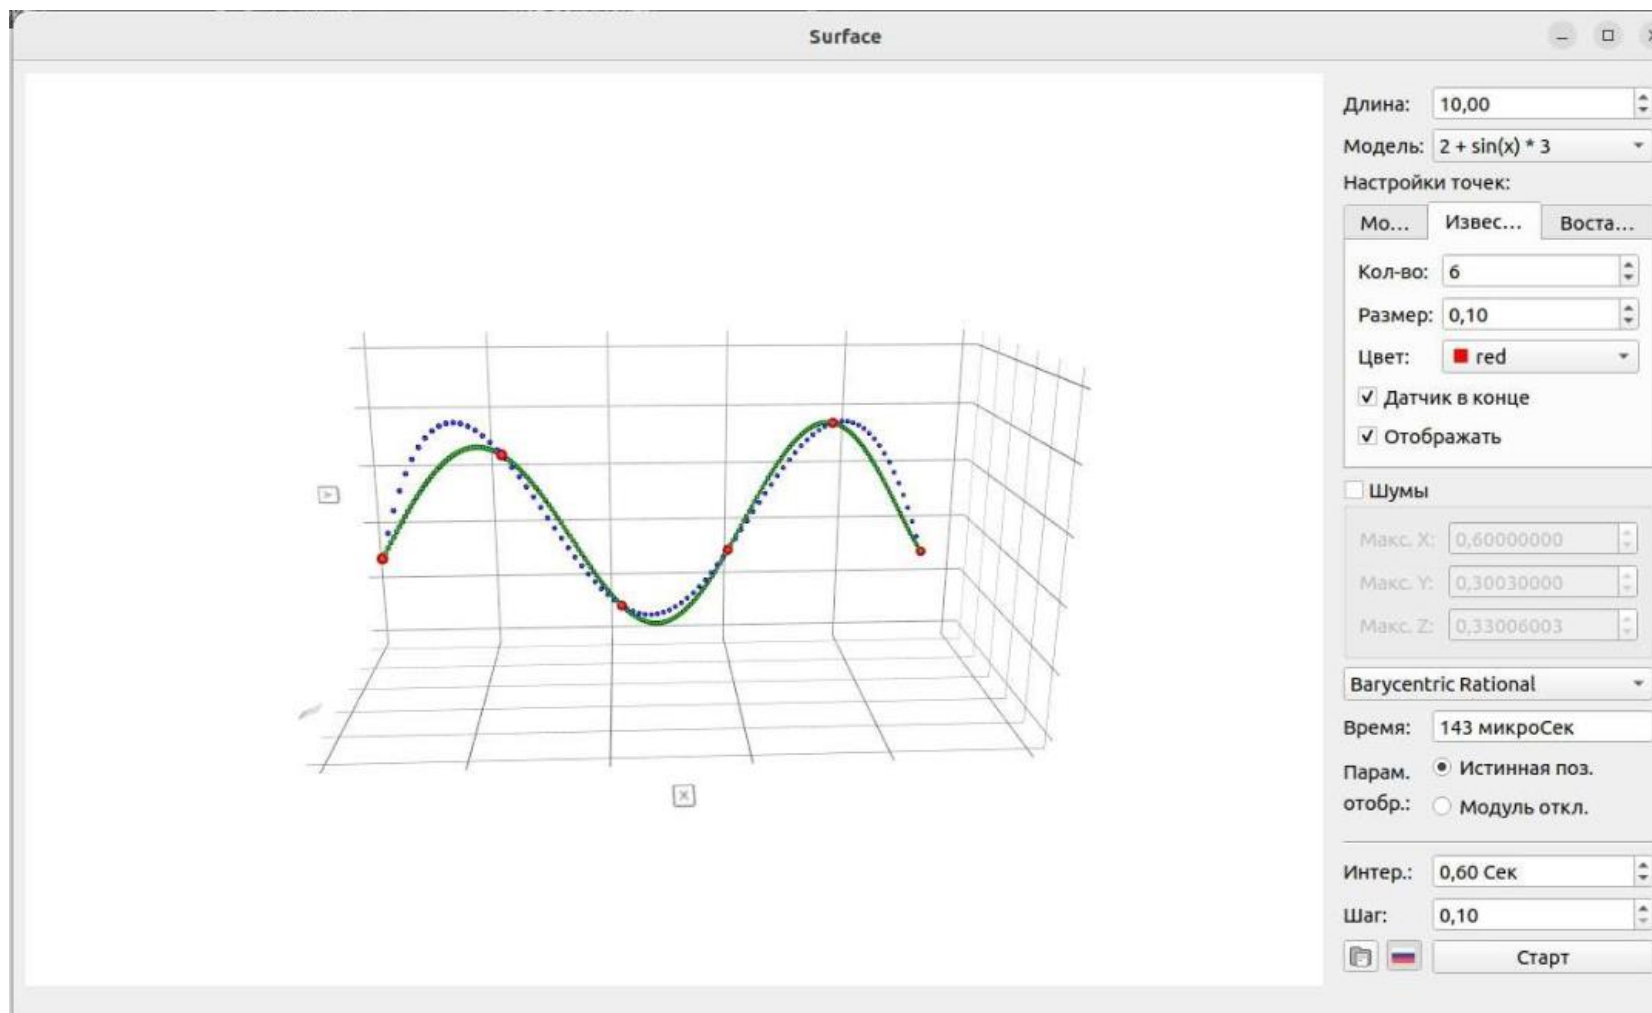 Surface
Длина: 10,00
Модель: 2 + sin(x) * 3
Настройки точек:
Мо... Извес... Воста...
Кол-во: 6
Размер: 0,10
Цвет: red
Датчик в конце
Отображать
Шумы
Макс. X: 0,60000000
Макс. Y: 0,30030000
Макс. Z: 0,33006003
Barycentric Rational
Время: 143 микроСек
Парам. отобр.:
Истинная поз.
Модуль откл.
Интер.: 0,60 Сек
Шаг: 0,10
Старт
X